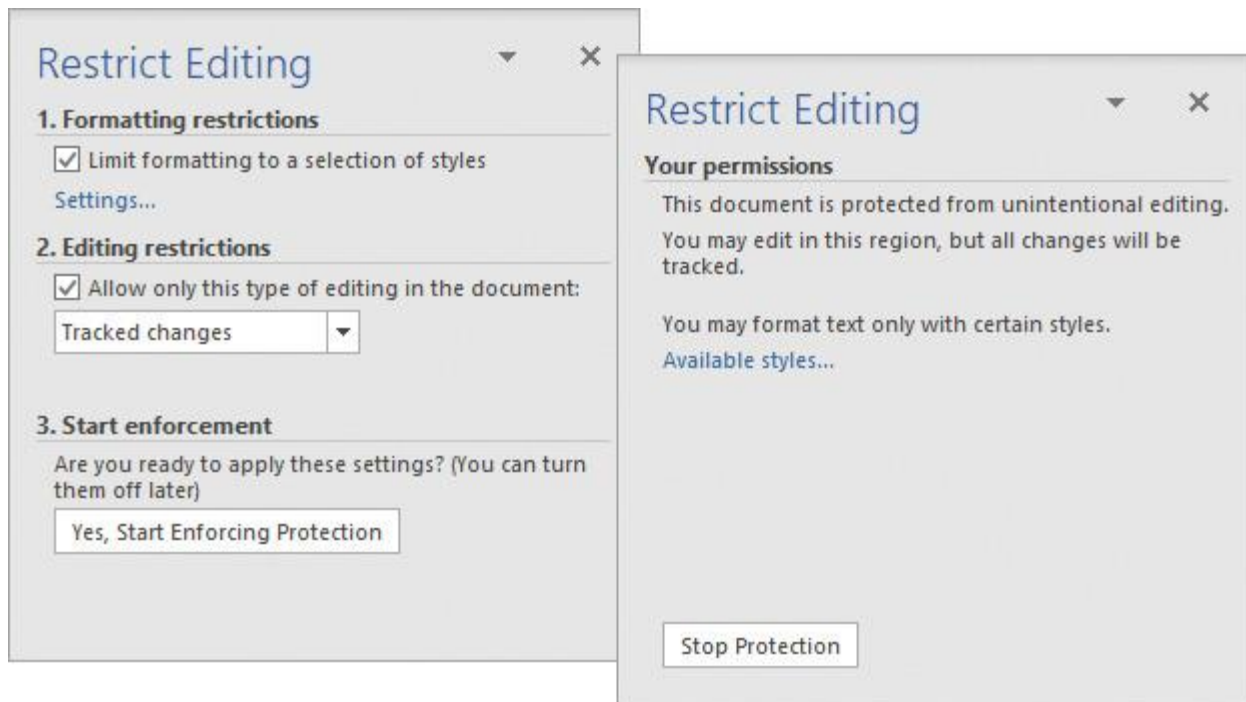 Restrict Editing
1. Formatting restrictions
Limit formatting to a selection of styles
Settings...
2. Editing restrictions
Allow only this type of editing in the document:
Tracked changes
3. Start enforcement
Are you ready to apply these settings? (You can turn
them off later)
Yes, Start Enforcing Protection
Restrict Editing
Your permissions
This document is protected from unintentional editing.
You may edit in this region, but all changes will be
tracked.
You may format text only with certain styles.
Available styles...
Stop Protection